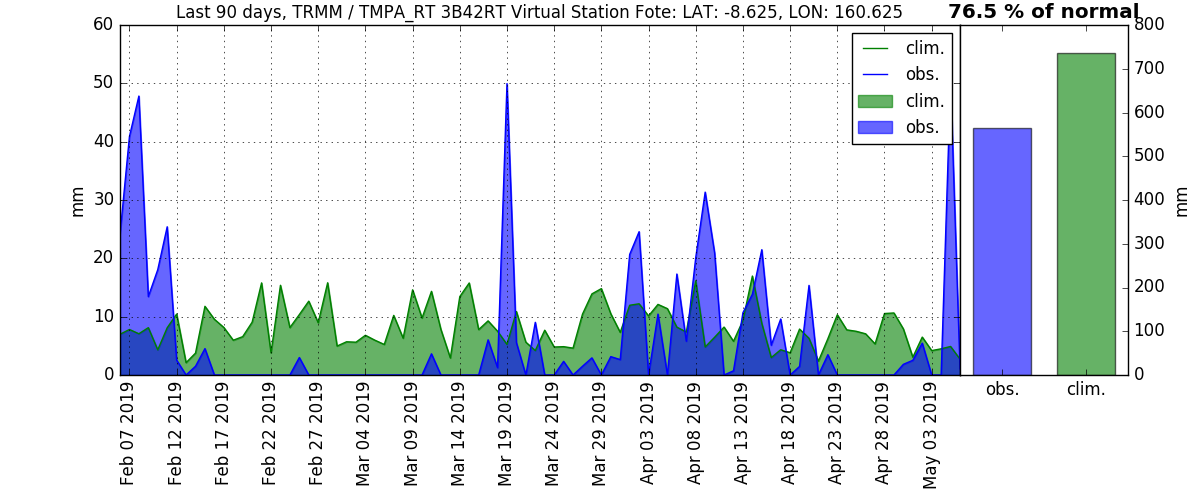 Last 90 days, TRMM / TMPA_RT 3B42RT Virtual Station Fote: LAT: -8.625, LON: 160.625
76.5 % of normal
60
50
40
30
20
10
0
mm
clim.
obs.
clim.
obs.
800
700
600
500
400
300
200
100
0
mm
obs.
clim.
Feb 07 2019
Feb 12 2019
Feb 17 2019
Feb 22 2019
Feb 27 2019
Mar 04 2019
Mar 09 2019
Mar 14 2019
Mar 19 2019
Mar 24 2019
Mar 29 2019
Apr 03 2019
Apr 08 2019
Apr 13 2019
Apr 18 2019
Apr 23 2019
Apr 28 2019
May 03 2019